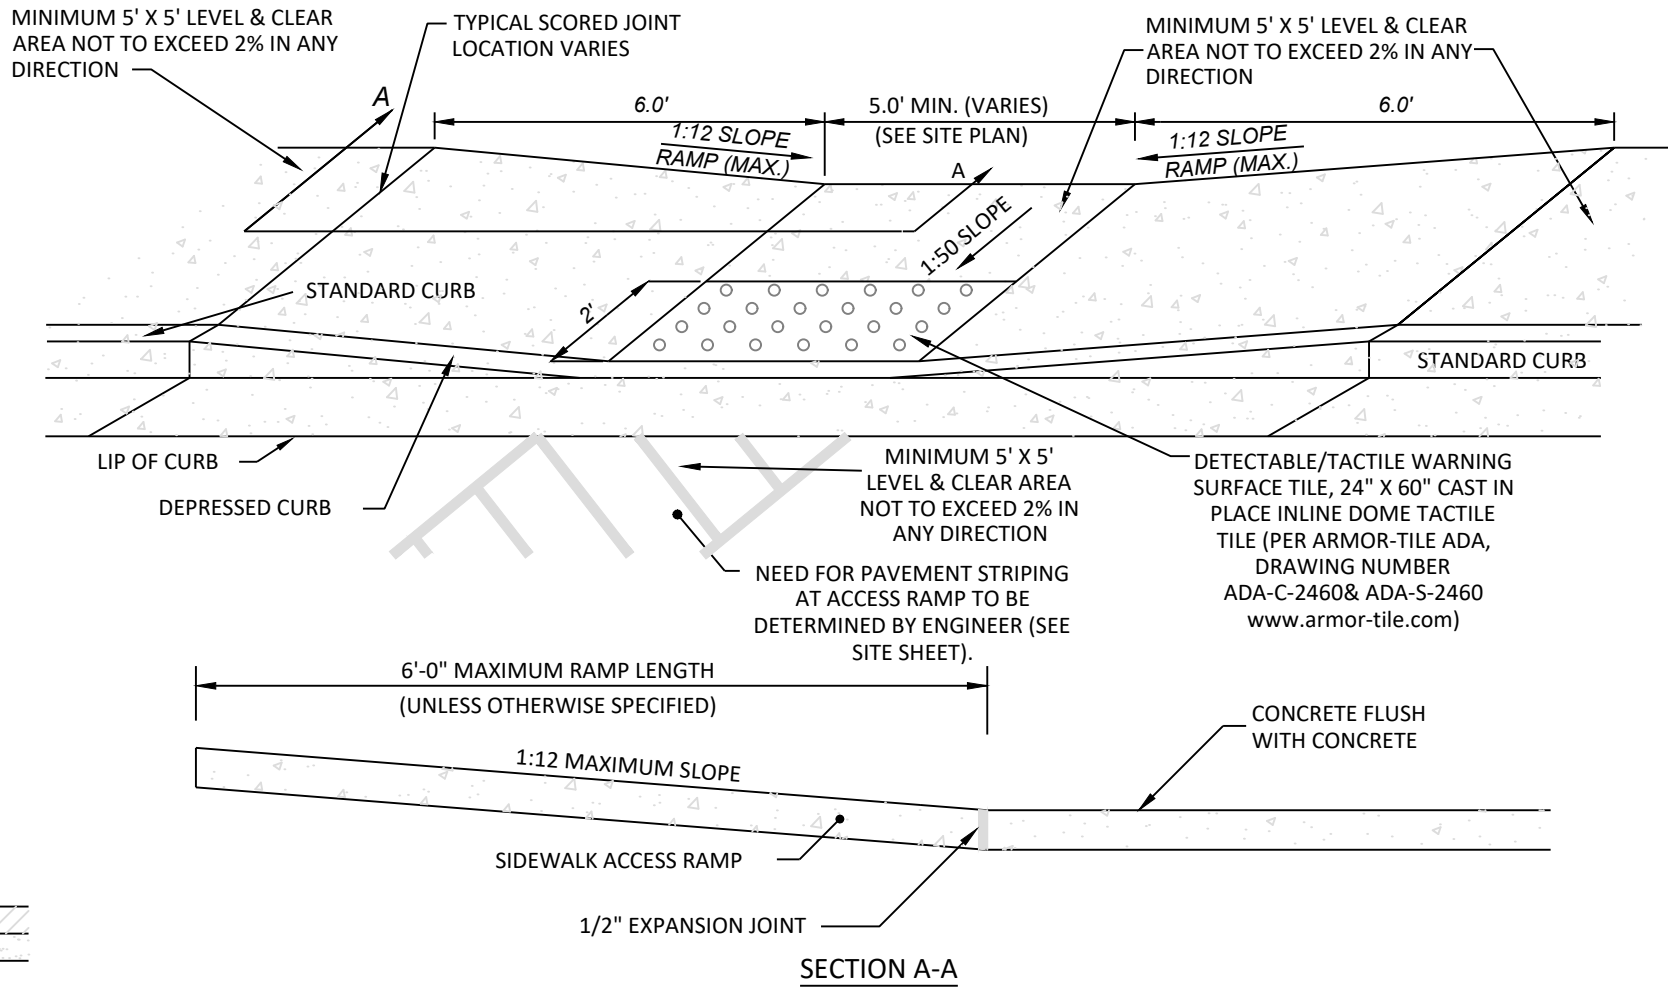 MINIMUM 5' X 5' LEVEL & CLEAR
AREA NOT TO EXCEED 2% IN ANY
DIRECTION
TYPICAL SCORED JOINT
LOCATION VARIES
MINIMUM 5' X 5' LEVEL & CLEAR
AREA NOT TO EXCEED 2% IN ANY
DIRECTION
A
6.0'
5.0' MIN. (VARIES)
(SEE SITE PLAN)
6.0'
1:12 SLOPE
RAMP (MAX.)
1:12 SLOPE
RAMP (MAX.)
A
1:50 SLOPE
STANDARD CURB
2'
STANDARD CURB
LIP OF CURB
DEPRESSED CURB
MINIMUM 5' X 5'
LEVEL & CLEAR AREA
NOT TO EXCEED 2% IN
ANY DIRECTION
DETECTABLE/TACTILE WARNING
SURFACE TILE, 24" X 60" CAST IN
PLACE INLINE DOME TACTILE
TILE (PER ARMOR-TILE ADA,
DRAWING NUMBER
ADA-C-2460& ADA-S-2460
www.armor-tile.com)
NEED FOR PAVEMENT STRIPING
AT ACCESS RAMP TO BE
DETERMINED BY ENGINEER (SEE
SITE SHEET).
6'-0" MAXIMUM RAMP LENGTH
(UNLESS OTHERWISE SPECIFIED)
CONCRETE FLUSH
WITH CONCRETE
1:12 MAXIMUM SLOPE
SIDEWALK ACCESS RAMP
1/2" EXPANSION JOINT
SECTION A-A